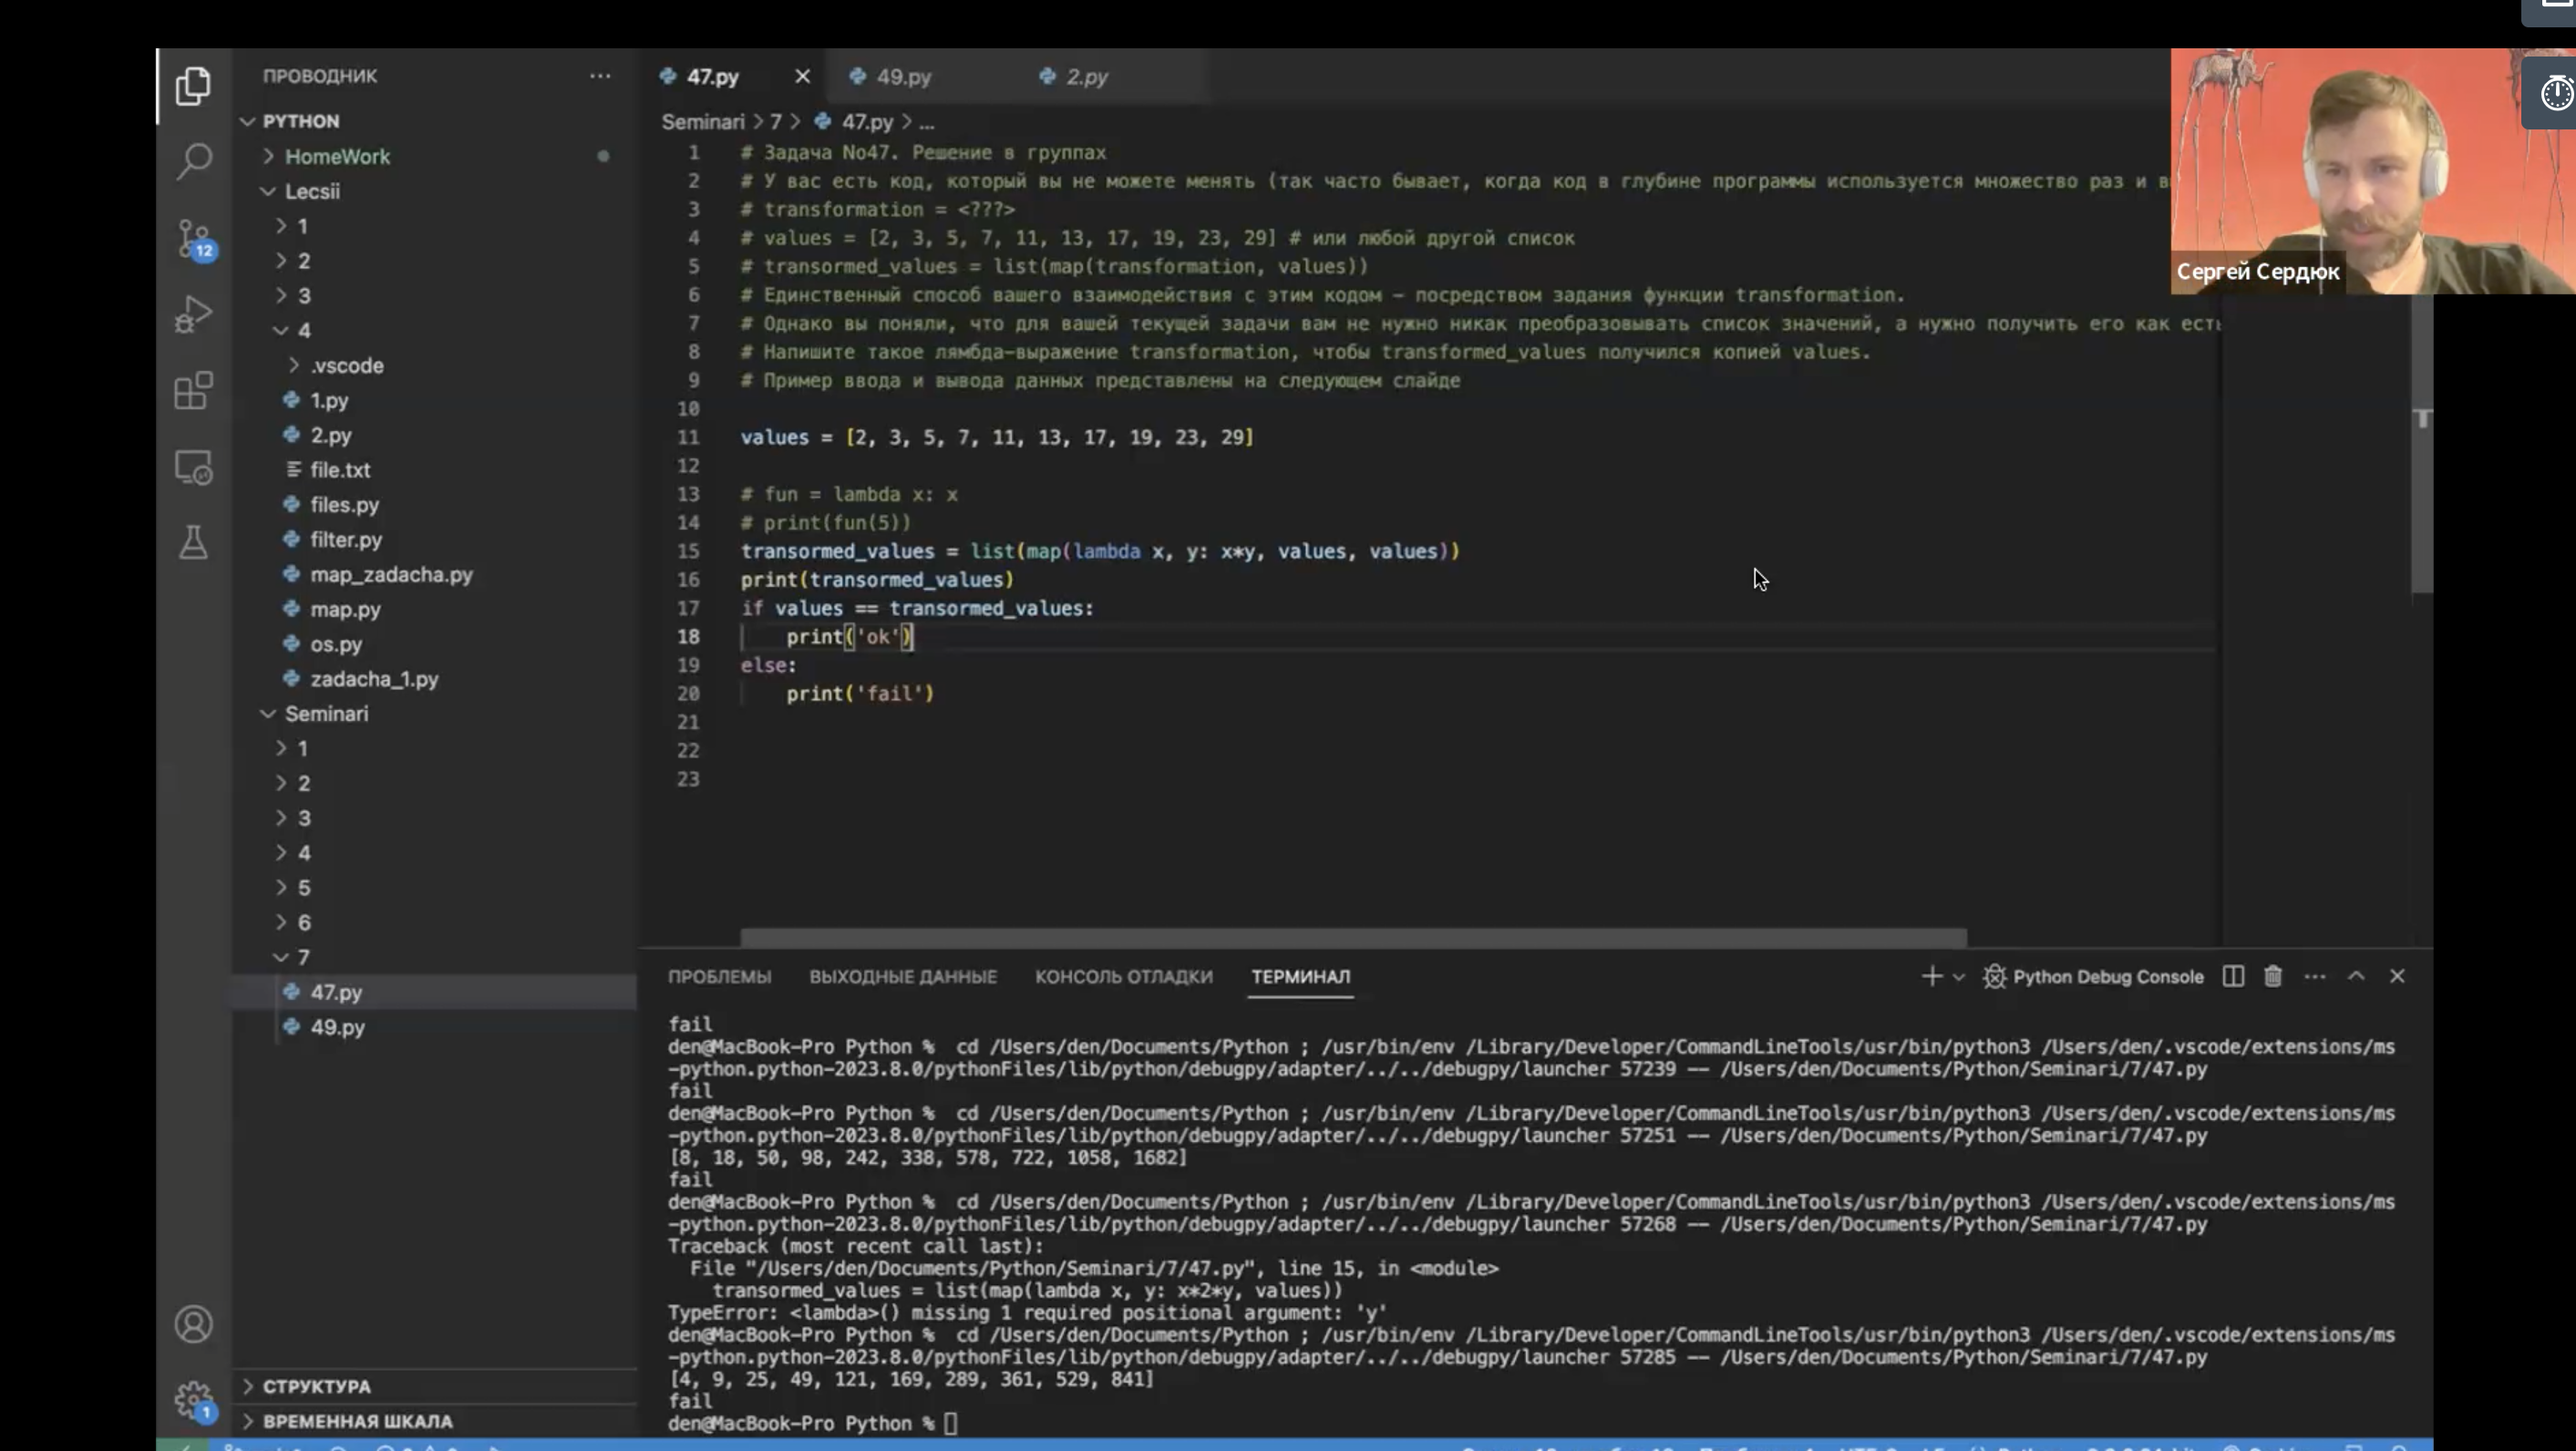 ПРОВОДНИК
PYTHON
HomeWork
Lecsii
1
2
3
4
.vscode
1.py
2.py
file.txt
files.py
filter.py
map_zadacha.py
map.py
os.py
zadacha_1.py
Seminari
1
2
3
4
5
6
7
47.py
49.py
СТРУКТУРА
ВРЕМЕННАЯ ШКАЛА
12
1
47.py 49.py 2.py
Seminari > 7 > 47.py > ...
1 # Задача No47. Решение в группах
2 # У вас есть код, который вы не можете менять (так часто бывает, когда код в глубине программы используется множество раз и в
3 # transformation = <???>
4 # values = [2, 3, 5, 7, 11, 13, 17, 19, 23, 29] # или любой другой список
5 # transormed_values = list(map(transformation, values))
6 # Единственный способ вашего взаимодействия с этим кодом – посредством задания функции transformation.
7 # Однако вы поняли, что для вашей текущей задачи вам не нужно никак преобразовывать список значений, а нужно получить его как есть
8 # Напишите такое лямбда-выражение transformation, чтобы transformed_values получился копией values.
9 # Пример ввода и вывода данных представлены на следующем слайде
10
11 values = [2, 3, 5, 7, 11, 13, 17, 19, 23, 29]
12
13 # fun = lambda x: x
14 # print(fun(5))
15 transormed_values = list(map(lambda x, y: x*y, values, values))
16 print(transormed_values)
17 if values == transormed_values:
18 print('ok')
19 else:
20 print('fail')
21
22
23
Сергей Сердюк
ПРОБЛЕМЫ ВЫХОДНЫЕ ДАННЫЕ КОНСОЛЬ ОТЛАДКИ ТЕРМИНАЛ Python Debug Console
fail
den@MacBook-Pro Python % cd /Users/den/Documents/Python ; /usr/bin/env /Library/Developer/CommandLineTools/usr/bin/python3 /Users/den/.vscode/extensions/ms
-python.python-2023.8.0/pythonFiles/lib/python/debugpy/adapter/../../debugpy/launcher 57239 -- /Users/den/Documents/Python/Seminari/7/47.py
fail
den@MacBook-Pro Python % cd /Users/den/Documents/Python ; /usr/bin/env /Library/Developer/CommandLineTools/usr/bin/python3 /Users/den/.vscode/extensions/ms
-python.python-2023.8.0/pythonFiles/lib/python/debugpy/adapter/../../debugpy/launcher 57251 -- /Users/den/Documents/Python/Seminari/7/47.py
[8, 18, 50, 98, 242, 338, 578, 722, 1058, 1682]
fail
den@MacBook-Pro Python % cd /Users/den/Documents/Python ; /usr/bin/env /Library/Developer/CommandLineTools/usr/bin/python3 /Users/den/.vscode/extensions/ms
-python.python-2023.8.0/pythonFiles/lib/python/debugpy/adapter/../../debugpy/launcher 57268 -- /Users/den/Documents/Python/Seminari/7/47.py
Traceback (most recent call last):
File "/Users/den/Documents/Python/Seminari/7/47.py", line 15, in <module>
transormed_values = list(map(lambda x, y: x*2*y, values))
TypeError: <lambda>() missing 1 required positional argument: 'y'
den@MacBook-Pro Python % cd /Users/den/Documents/Python ; /usr/bin/env /Library/Developer/CommandLineTools/usr/bin/python3 /Users/den/.vscode/extensions/ms
-python.python-2023.8.0/pythonFiles/lib/python/debugpy/adapter/../../debugpy/launcher 57285 -- /Users/den/Documents/Python/Seminari/7/47.py
[4, 9, 25, 49, 121, 169, 289, 361, 529, 841]
fail
den@MacBook-Pro Python %